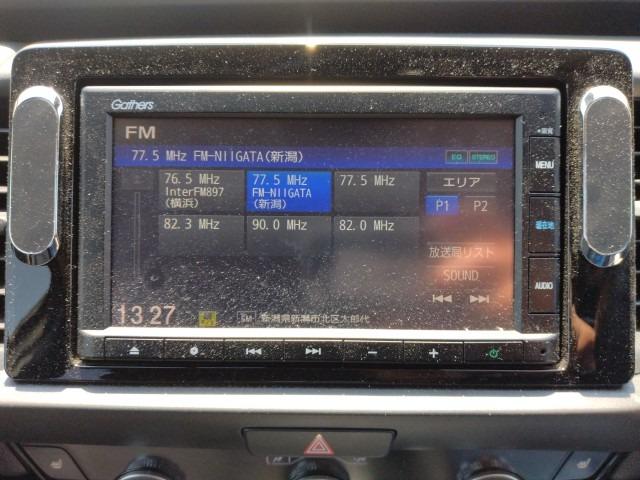 Gathers
FM
77.5 MHz FM-NIIGATA(新潟)
EQ STEREO
76.5 MHz
InterFM897
(横浜)
77.5 MHz
FM-NIIGATA
(新潟)
77.5 MHz
エリア
P1 P2
82.3 MHz
90.0 MHz
82.0 MHz
放送局リスト
SOUND
13:27
新潟県新潟市北区太郎代
MENU
現在地
AUDIO